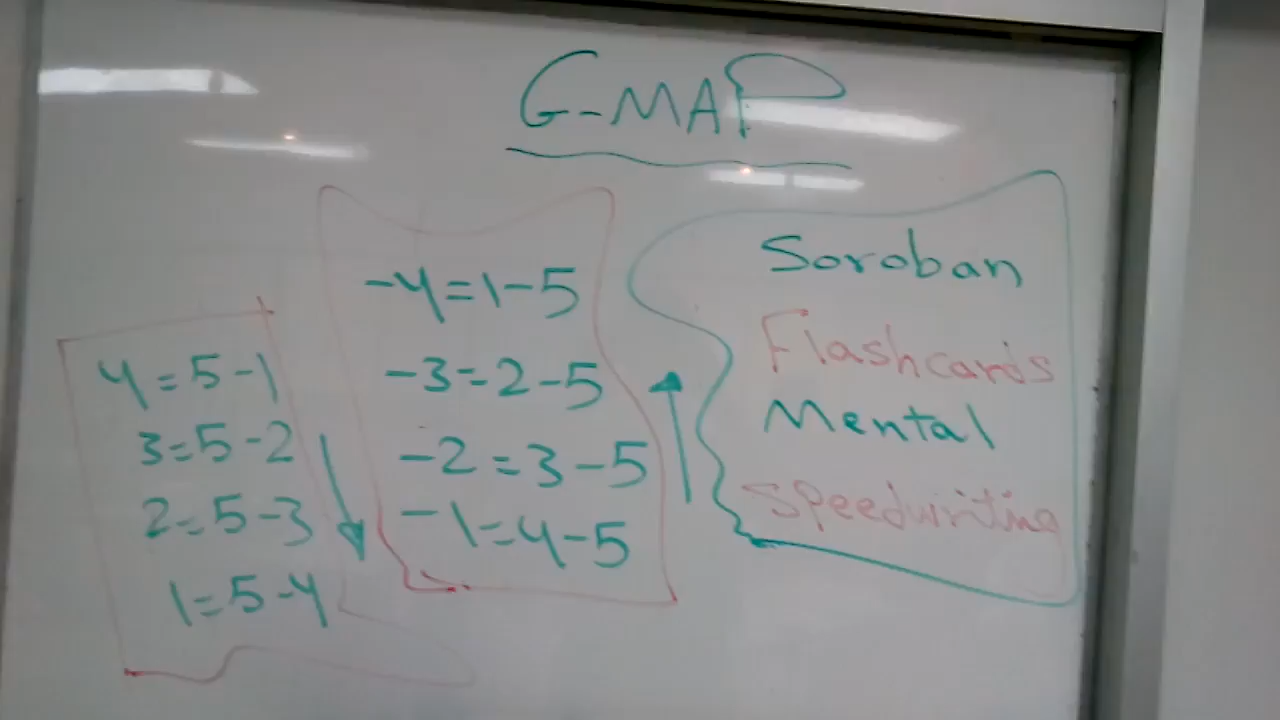 G-MAP
4=5-1
3=5-2
2=5-3
1=5-4
-4=1-5
-3=2-5
-2=3-5
-1=4-5
Soroban
Flashcards
Mental
Speedwriting